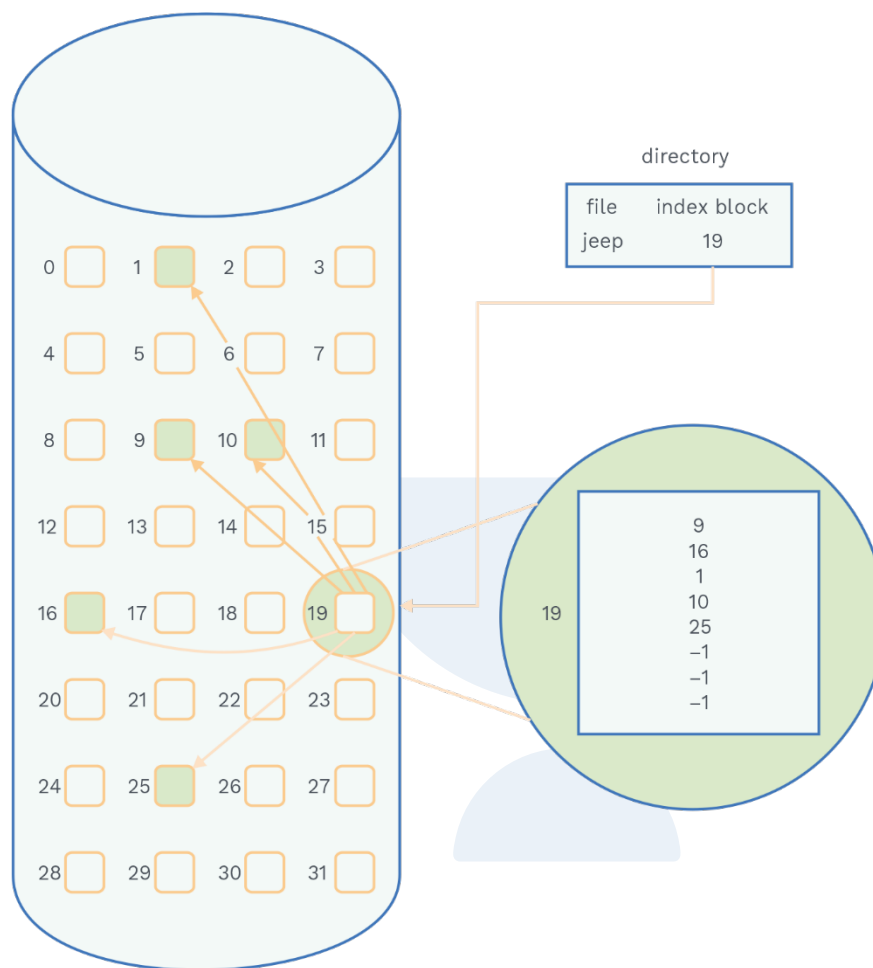 directory
file index block
jeep 19
0 1 2 3
4 5 6 7
8 9 10 11
12 13 14 15
16 17 18 19
20 21 22 23
24 25 26 27
28 29 30 31
19
9
16
1
10
25
–1
–1
–1